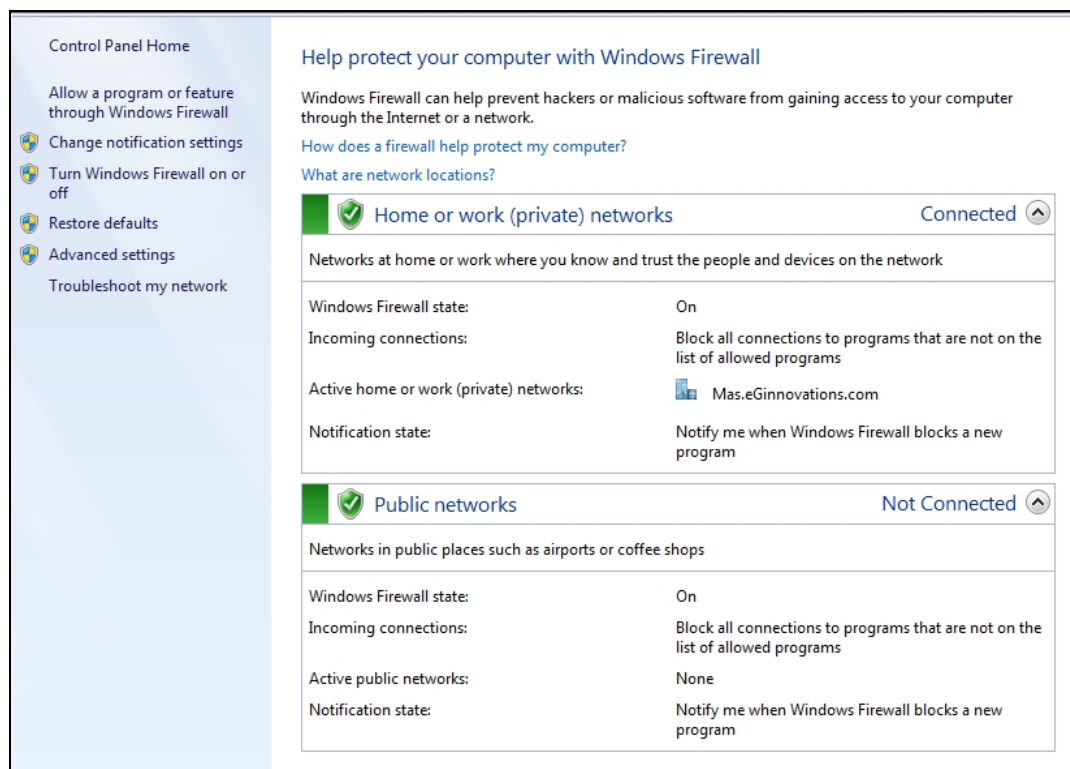 Control Panel Home
Allow a program or feature
through Windows Firewall
Change notification settings
Turn Windows Firewall on or
off
Restore defaults
Advanced settings
Troubleshoot my network
Help protect your computer with Windows Firewall
Windows Firewall can help prevent hackers or malicious software from gaining access to your computer
through the Internet or a network.
How does a firewall help protect my computer?
What are network locations?
Home or work (private) networks Connected
Networks at home or work where you know and trust the people and devices on the network
Windows Firewall state: On
Incoming connections: Block all connections to programs that are not on the
list of allowed programs
Active home or work (private) networks: Mas.eGinnovations.com
Notification state: Notify me when Windows Firewall blocks a new
program
Public networks Not Connected
Networks in public places such as airports or coffee shops
Windows Firewall state: On
Incoming connections: Block all connections to programs that are not on the
list of allowed programs
Active public networks: None
Notification state: Notify me when Windows Firewall blocks a new
program